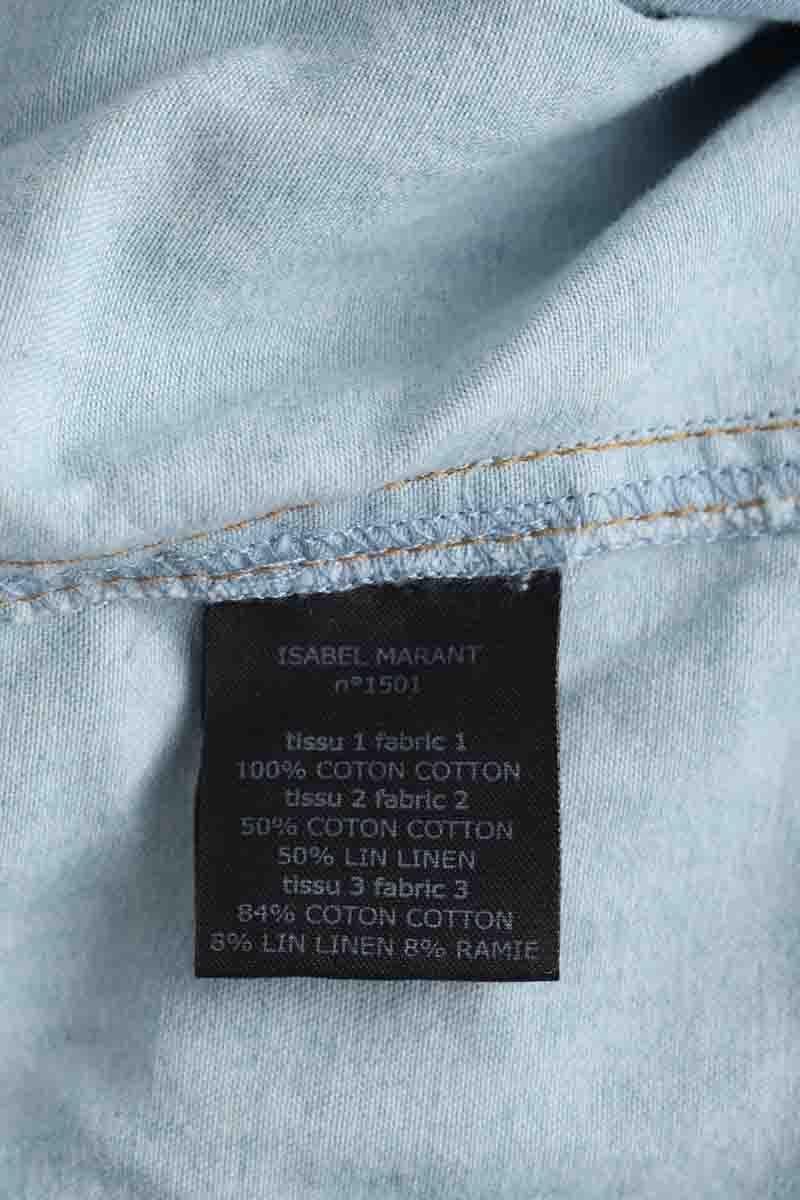 ISABEL MARANT
n°1501
tissu 1 fabric 1
100% COTON COTTON
tissu 2 fabric 2
50% COTON COTTON
50% LIN LINEN
tissu 3 fabric 3
84% COTON COTTON
8% LIN LINEN 8% RAMIE